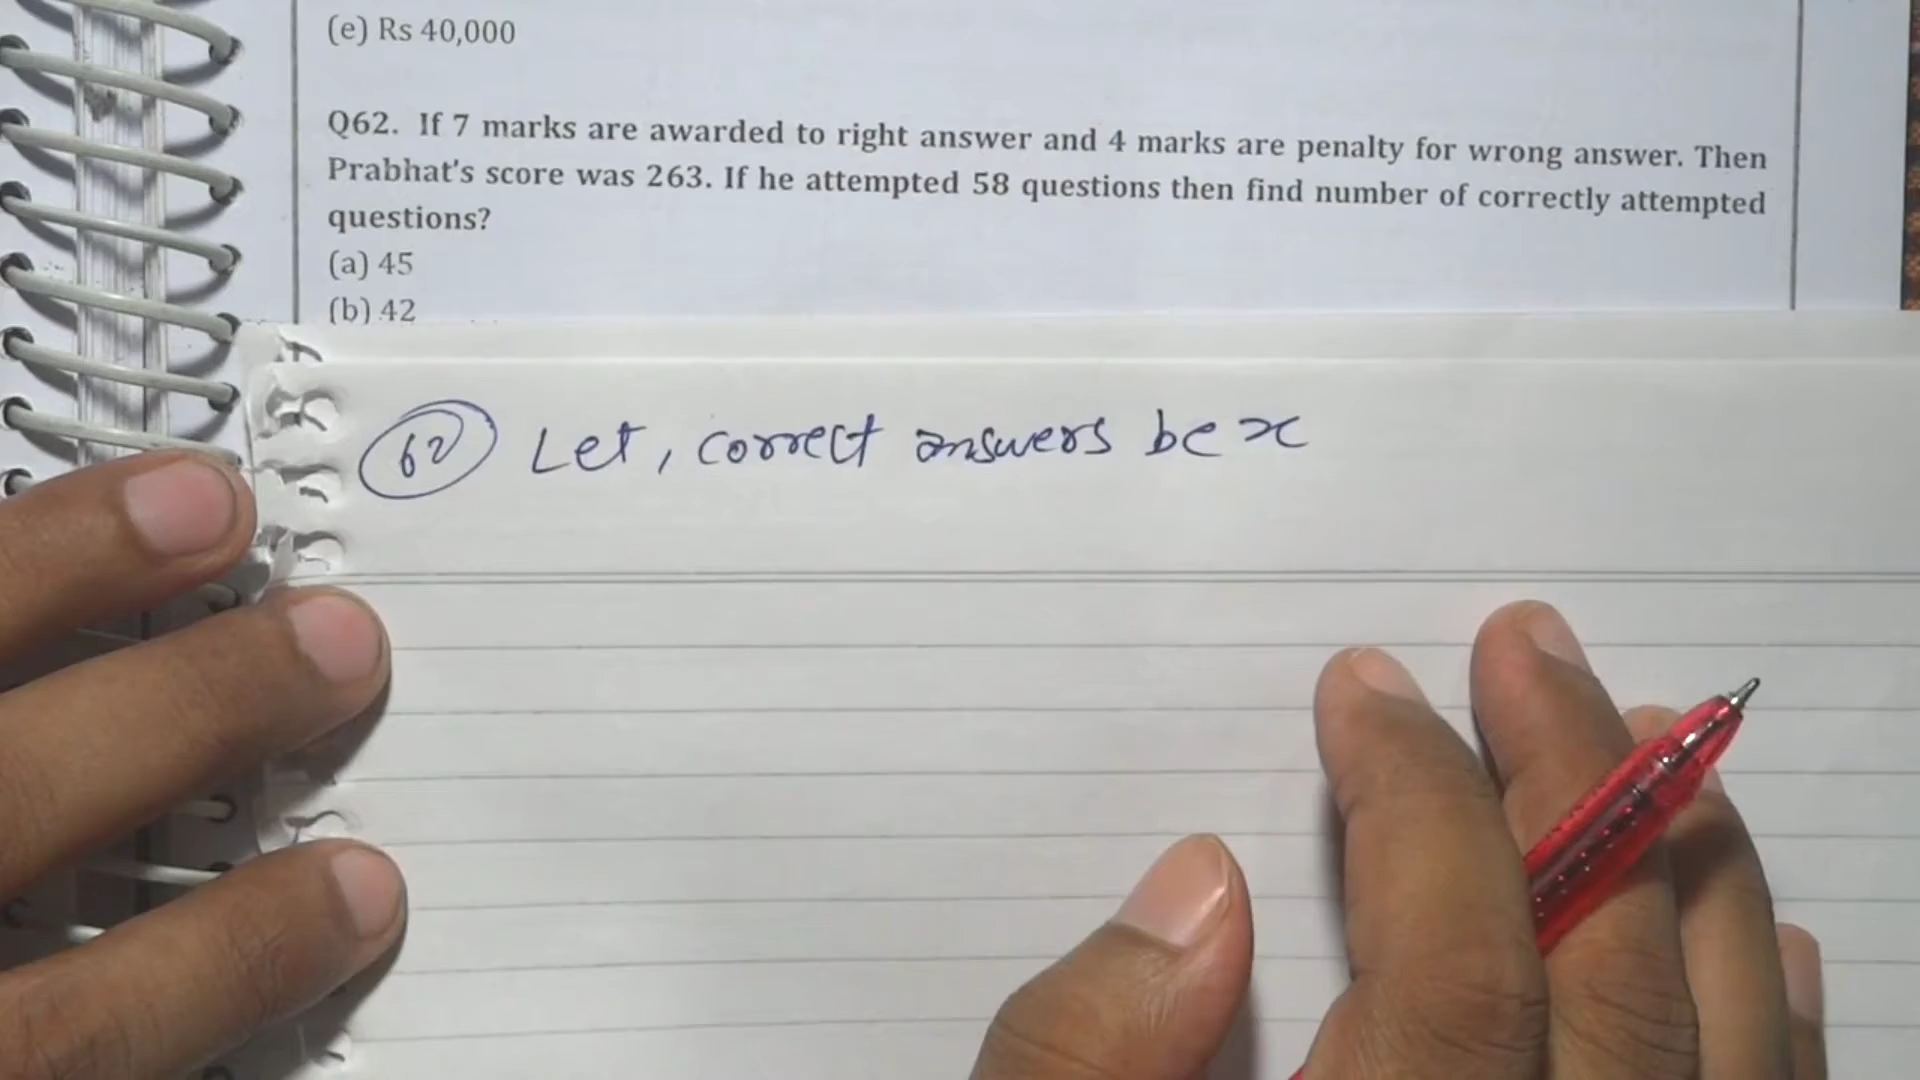 (e) Rs 40,000
Q62. If 7 marks are awarded to right answer and 4 marks are penalty for wrong answer. Then
Prabhat's score was 263. If he attempted 58 questions then find number of correctly attempted
questions?
(a) 45
(b) 42
62 Let, correct answers be x